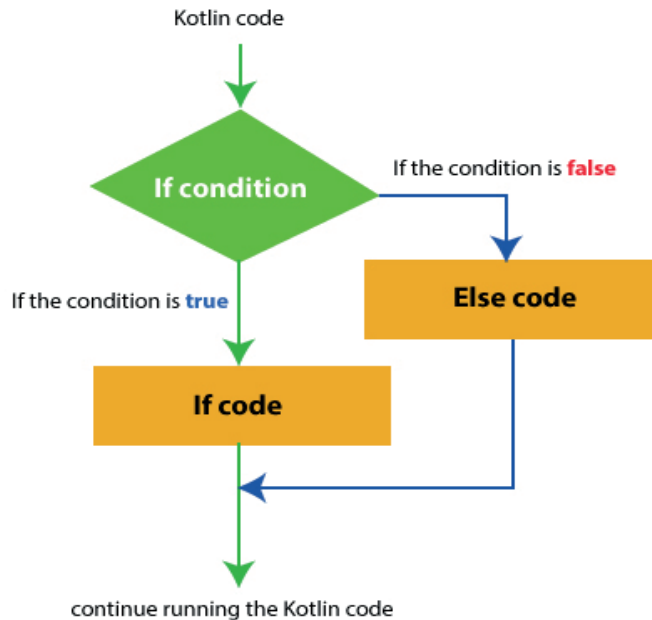 Kotlin code
If condition
If the condition is false
If the condition is true
Else code
If code
continue running the Kotlin code